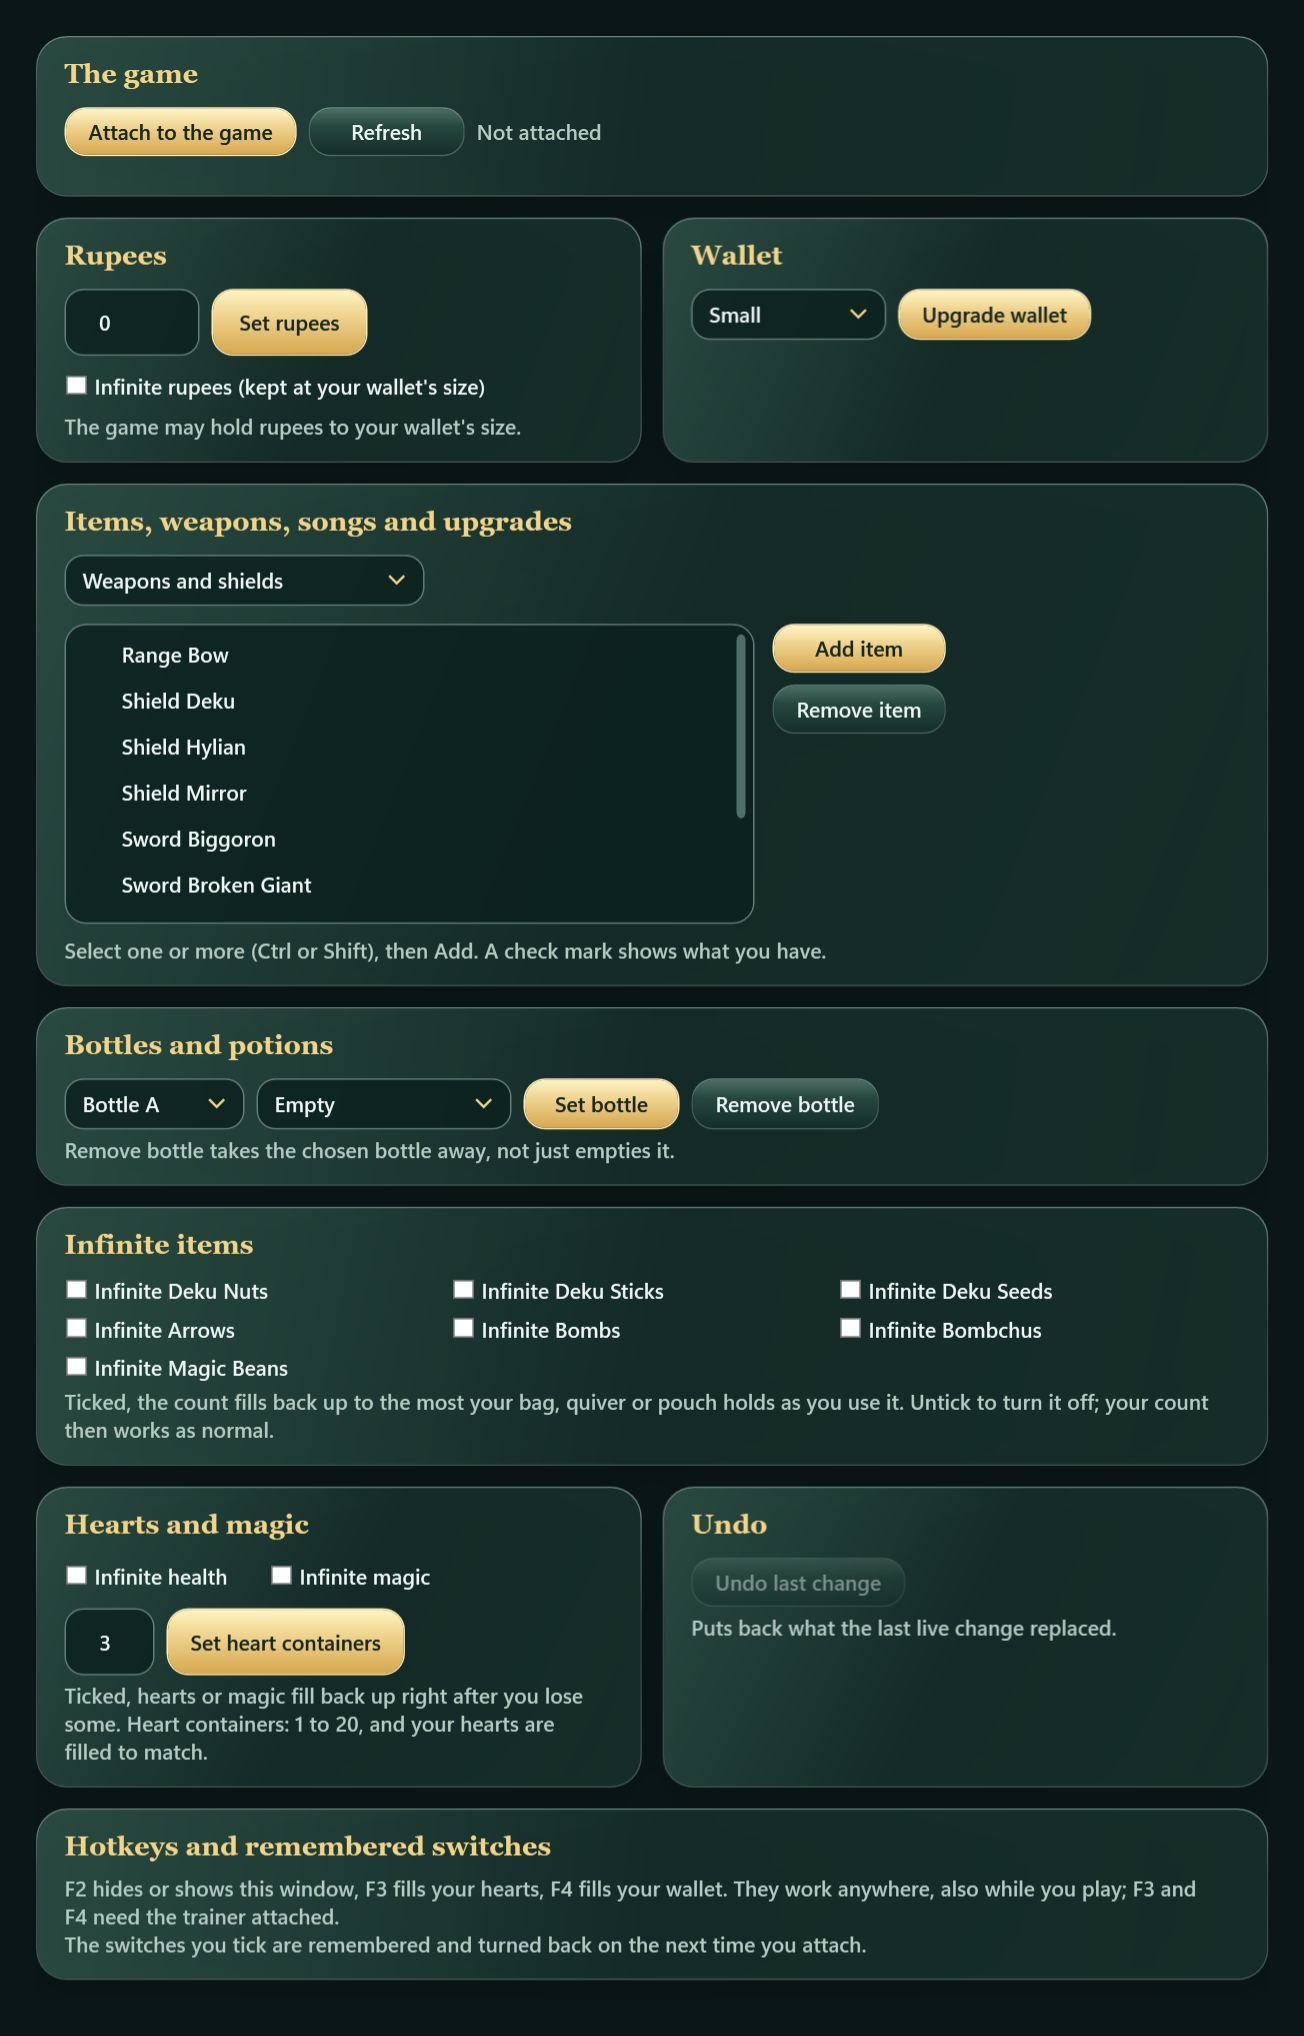 The game
Attach to the game
Refresh
Not attached
Rupees
0
Set rupees
Infinite rupees (kept at your wallet's size)
The game may hold rupees to your wallet's size.
Wallet
Small
Upgrade wallet
Items, weapons, songs and upgrades
Weapons and shields
Range Bow
Shield Deku
Shield Hylian
Shield Mirror
Sword Biggoron
Sword Broken Giant
Add item
Remove item
Select one or more (Ctrl or Shift), then Add. A check mark shows what you have.
Bottles and potions
Bottle A
Empty
Set bottle
Remove bottle
Remove bottle takes the chosen bottle away, not just empties it.
Infinite items
Infinite Deku Nuts
Infinite Deku Sticks
Infinite Deku Seeds
Infinite Arrows
Infinite Bombs
Infinite Bombchus
Infinite Magic Beans
Ticked, the count fills back up to the most your bag, quiver or pouch holds as you use it. Untick to turn it off; your count
then works as normal.
Hearts and magic
Infinite health
Infinite magic
3
Set heart containers
Ticked, hearts or magic fill back up right after you lose
some. Heart containers: 1 to 20, and your hearts are
filled to match.
Undo
Undo last change
Puts back what the last live change replaced.
Hotkeys and remembered switches
F2 hides or shows this window, F3 fills your hearts, F4 fills your wallet. They work anywhere, also while you play; F3 and
F4 need the trainer attached.
The switches you tick are remembered and turned back on the next time you attach.